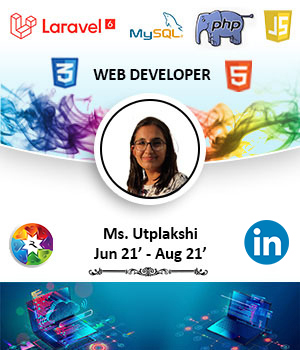 Laravel 6
MySQL
php
JS
3
WEB DEVELOPER
5
Ms. Utplakshi
Jun 21’ - Aug 21’
in